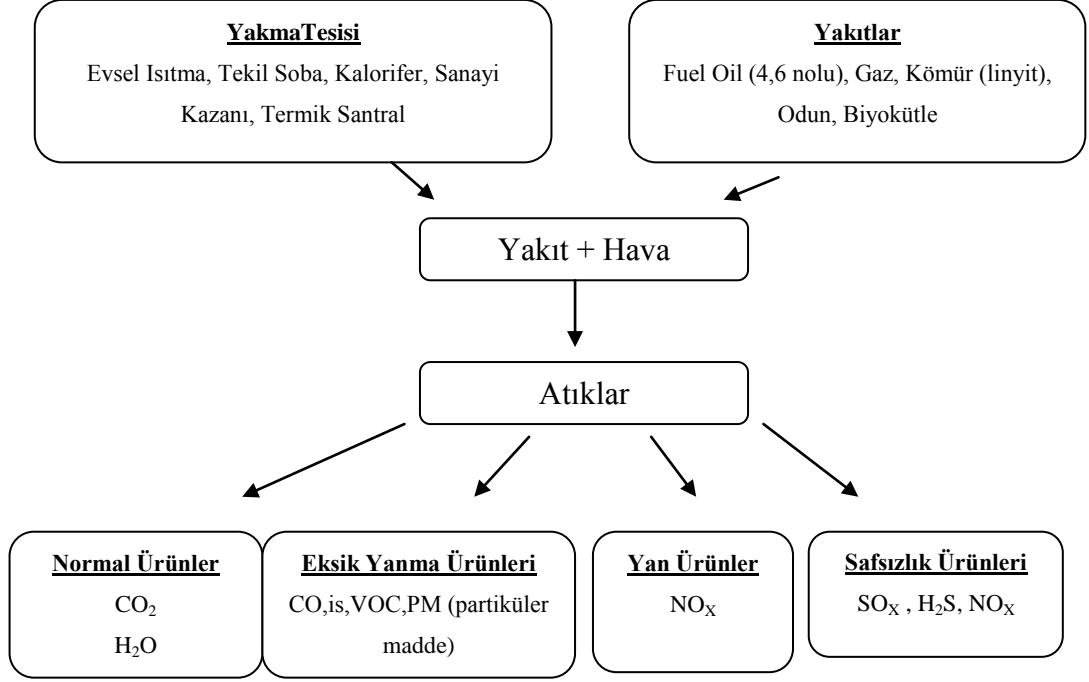 YakmaTesisi
Evsel Isıtma, Tekil Soba, Kalorifer, Sanayi
Kazanı, Termik Santral
Yakıtlar
Fuel Oil (4,6 nolu), Gaz, Kömür (linyit),
Odun, Biyokütle
Yakıt + Hava
Atıklar
Normal Ürünler
CO₂
H₂O
Eksik Yanma Ürünleri
CO,is,VOC,PM (partiküler
madde)
Yan Ürünler
NOX
Safsızlık Ürünleri
SOX , H₂S, NOX